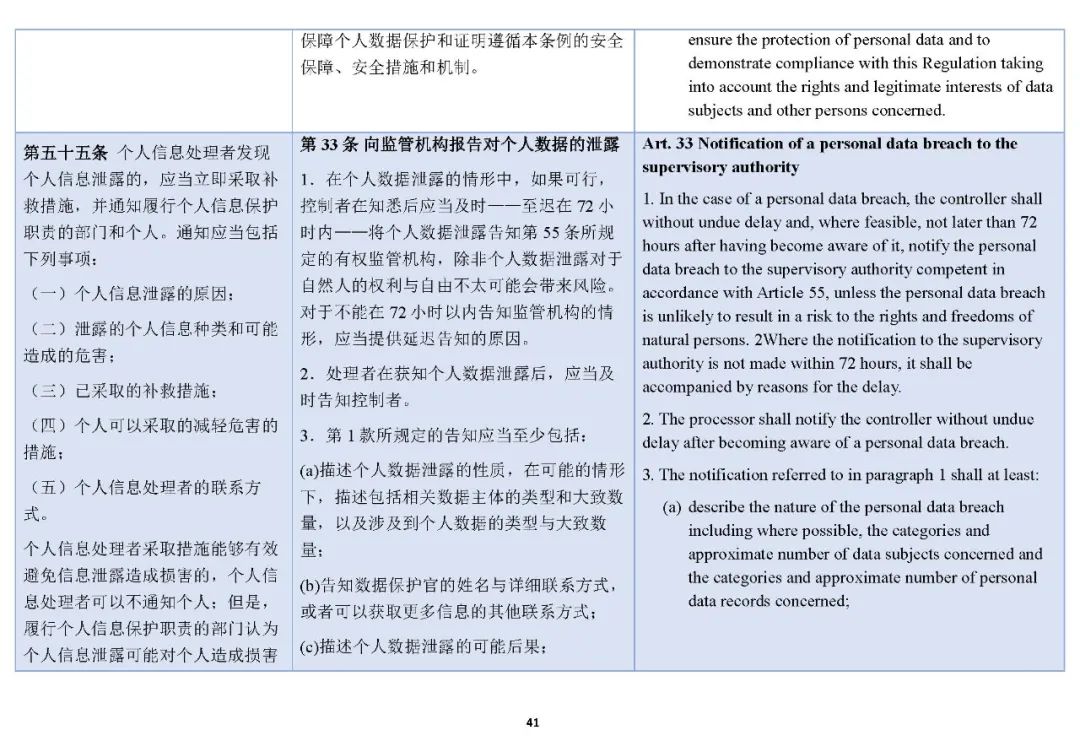 保障个人数据保护和证明遵循本条例的安全
保障、安全措施和机制。
ensure the protection of personal data and to
demonstrate compliance with this Regulation taking
into account the rights and legitimate interests of data
subjects and other persons concerned.
第五十五条 个人信息处理者发现
个人信息泄露的，应当立即采取补
救措施，并通知履行个人信息保护
职责的部门和个人。通知应当包括
下列事项：
（一）个人信息泄露的原因；
（二）泄露的个人信息种类和可能
造成的危害；
（三）已采取的补救措施；
（四）个人可以采取的减轻危害的
措施；
（五）个人信息处理者的联系方
式。
个人信息处理者采取措施能够有效
避免信息泄露造成损害的，个人信
息处理者可以不通知个人；但是，
履行个人信息保护职责的部门认为
个人信息泄露可能对个人造成损害
第 33 条 向监管机构报告对个人数据的泄露
1．在个人数据泄露的情形中，如果可行，
控制者在知悉后应当及时——至迟在 72 小
时内——将个人数据泄露告知第 55 条所规
定的有权监管机构，除非个人数据泄露对于
自然人的权利与自由不太可能会带来风险。
对于不能在 72 小时以内告知监管机构的情
形，应当提供延迟告知的原因。
2．处理者在获知个人数据泄露后，应当及
时告知控制者。
3．第 1 款所规定的告知应当至少包括：
(a)描述个人数据泄露的性质，在可能的情形
下，描述包括相关数据主体的类型和大致数
量，以及涉及到个人数据的类型与大致数
量；
(b)告知数据保护官的姓名与详细联系方式，
或者可以获取更多信息的其他联系方式；
(c)描述个人数据泄露的可能后果；
Art. 33 Notification of a personal data breach to the
supervisory authority
1. In the case of a personal data breach, the controller shall
without undue delay and, where feasible, not later than 72
hours after having become aware of it, notify the personal
data breach to the supervisory authority competent in
accordance with Article 55, unless the personal data breach
is unlikely to result in a risk to the rights and freedoms of
natural persons. 2Where the notification to the supervisory
authority is not made within 72 hours, it shall be
accompanied by reasons for the delay.
2. The processor shall notify the controller without undue
delay after becoming aware of a personal data breach.
3. The notification referred to in paragraph 1 shall at least:
(a) describe the nature of the personal data breach
including where possible, the categories and
approximate number of data subjects concerned and
the categories and approximate number of personal
data records concerned;
41